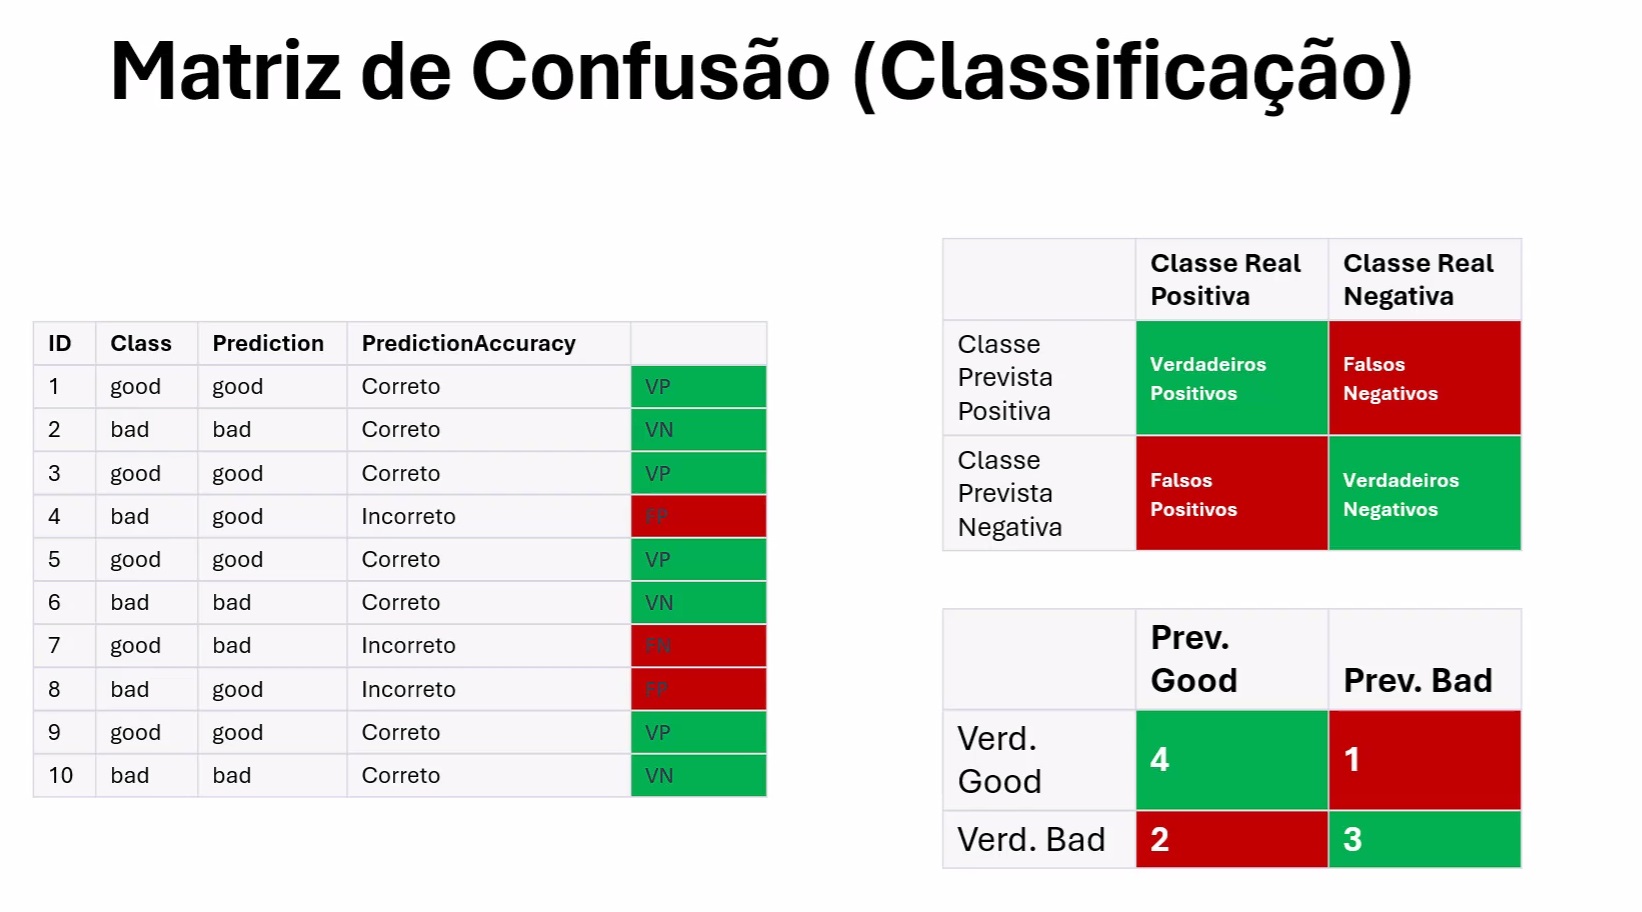 Matriz de Confusão (Classificação)
ID Class Prediction PredictionAccuracy
1 good good Correto VP
2 bad bad Correto VN
3 good good Correto VP
4 bad good Incorreto FP
5 good good Correto VP
6 bad bad Correto VN
7 good bad Incorreto FN
8 bad good Incorreto FP
9 good good Correto VP
10 bad bad Correto VN
Classe Real
Positiva
Classe Real
Negativa
Classe
Prevista
Positiva
Verdadeiros
Positivos
Falsos
Negativos
Classe
Prevista
Negativa
Falsos
Positivos
Verdadeiros
Negativos
Prev.
Good
Prev. Bad
Verd.
Good
4
1
Verd. Bad
2
3